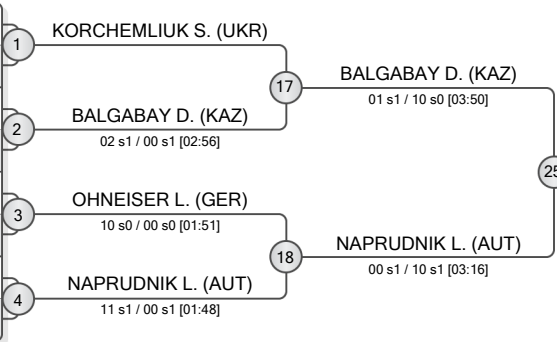 KORCHEMLIUK S. (UKR)
1
17
BALGABAY D. (KAZ)
01 s1 / 10 s0 [03:50]
BALGABAY D. (KAZ)
2
02 s1 / 00 s1 [02:56]
25
OHNEISER L. (GER)
3
10 s0 / 00 s0 [01:51]
18
NAPRUDNIK L. (AUT)
00 s1 / 10 s1 [03:16]
NAPRUDNIK L. (AUT)
4
11 s1 / 00 s1 [01:48]